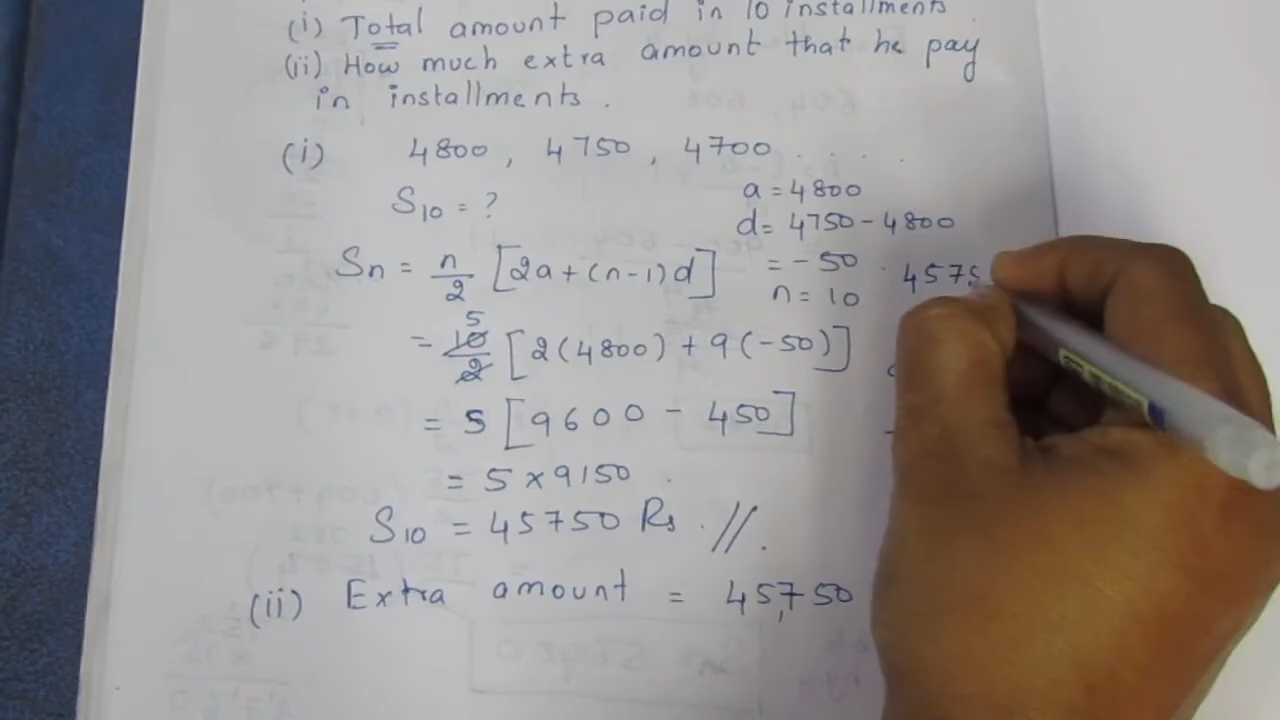 (i) Total amount paid in 10 installments
(ii) How much extra amount that he pay
in installments .
(i) 4800 , 4750 , 4700 . . . .
S10 = ?
a = 4800
d = 4750 - 4800
= -50
n = 10
Sn = n/2 [2a + (n-1)d]
4575
= 10/2 [2(4800) + 9(-50)]
5
= 5 [9600 - 450]
= 5 × 9150
S10 = 45750 Rs . //.
(ii) Extra amount = 45,750